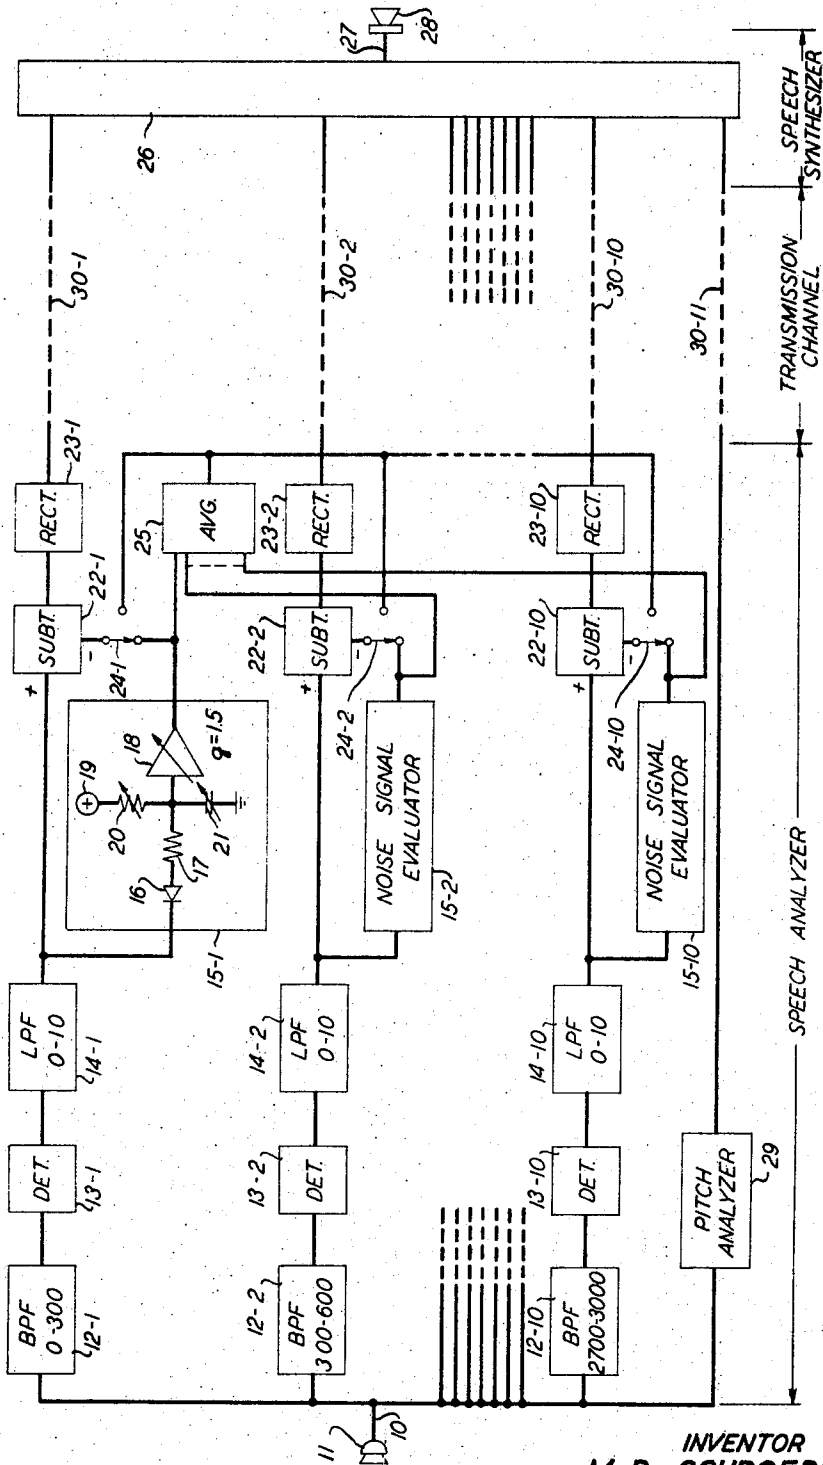 BPF
0-300
12-1
DET.
13-1
LPF
0-10
14-1
15-1
16
17
18
19
20
21
g=1.5
+
+
-
SUBT.
22-1
24-1
RECT.
23-1
30-1
25
AVG.
26
27
28
BPF
300-600
12-2
DET.
13-2
LPF
0-10
14-2
NOISE SIGNAL
EVALUATOR
15-2
+
-
SUBT.
22-2
24-2
RECT.
23-2
30-2
11
10
BPF
2700-3000
12-10
DET.
13-10
LPF
0-10
14-10
NOISE SIGNAL
EVALUATOR
15-10
+
-
SUBT.
22-10
24-10
RECT.
23-10
30-10
PITCH
ANALYZER
29
30-11
SPEECH ANALYZER
TRANSMISSION
CHANNEL
SPEECH
SYNTHESIZER
INVENTOR